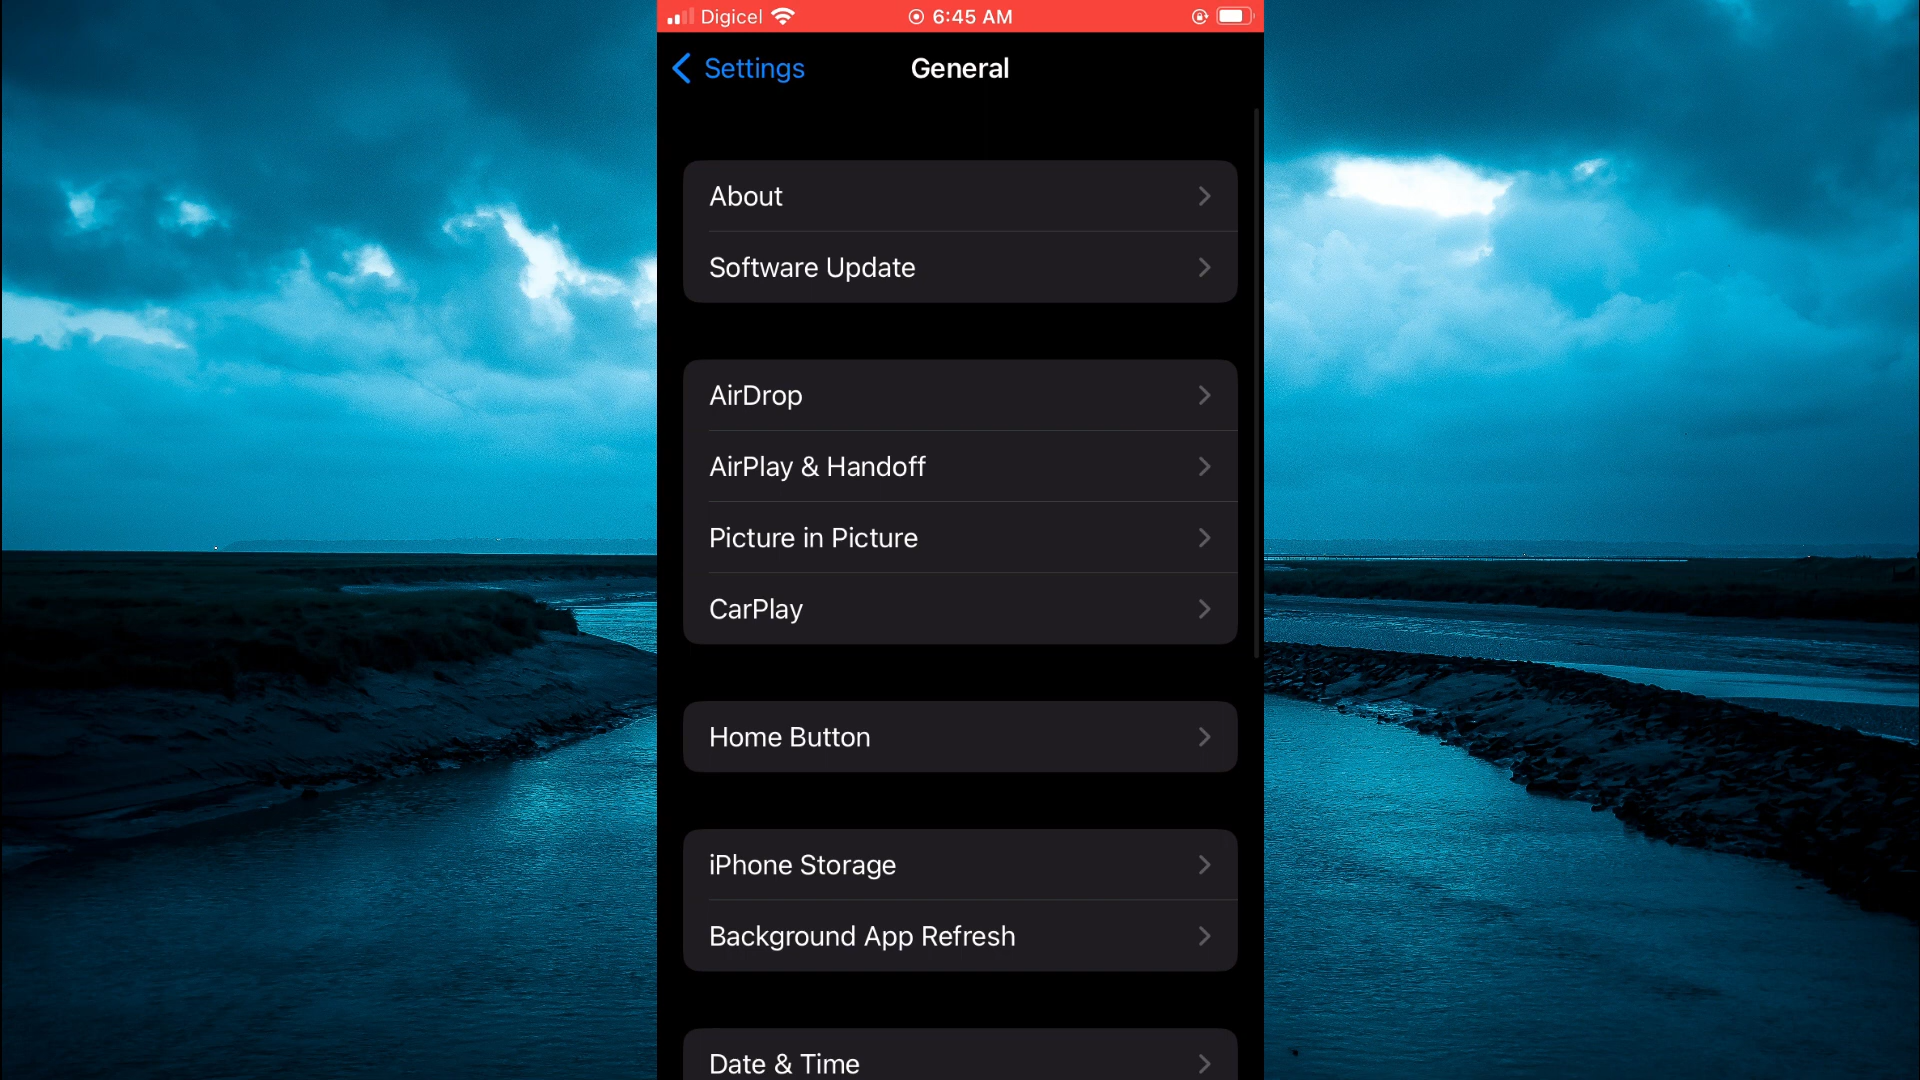 Digicel 6:45 AM
Settings General
About
Software Update
AirDrop
AirPlay & Handoff
Picture in Picture
CarPlay
Home Button
iPhone Storage
Background App Refresh
Date & Time